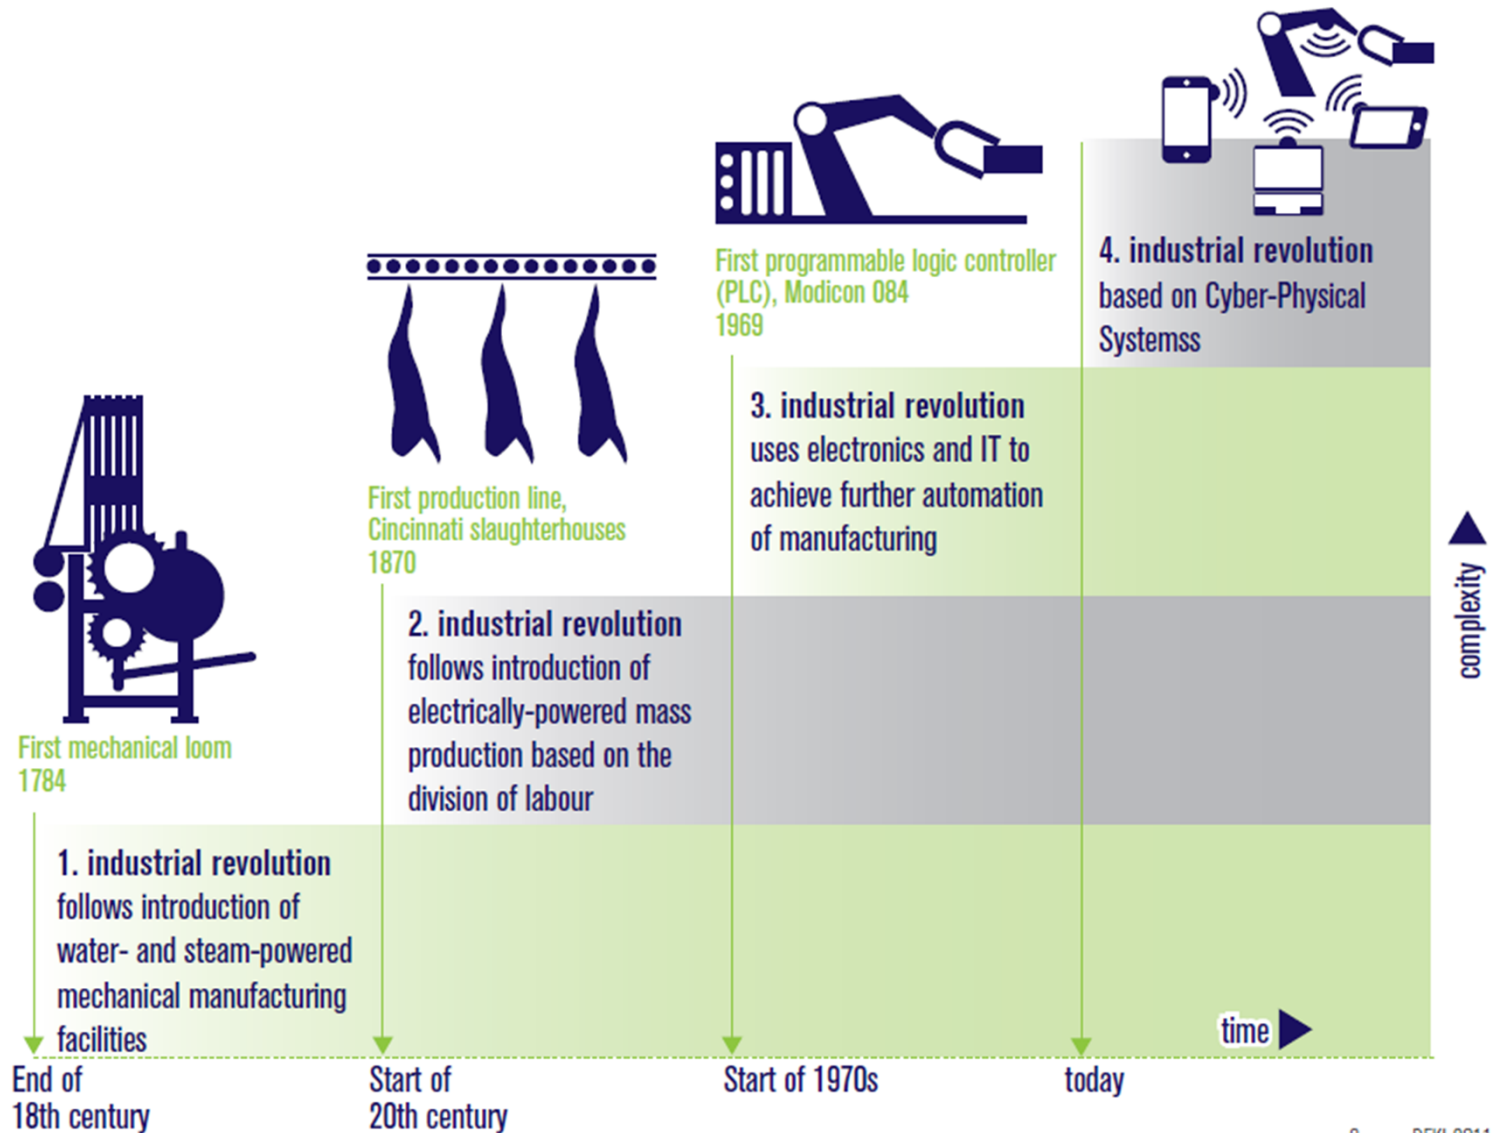 First mechanical loom
1784
First production line,
Cincinnati slaughterhouses
1870
First programmable logic controller
(PLC), Modicon 084
1969
4. industrial revolution
based on Cyber-Physical
Systemss
3. industrial revolution
uses electronics and IT to
achieve further automation
of manufacturing
2. industrial revolution
follows introduction of
electrically-powered mass
production based on the
division of labour
1. industrial revolution
follows introduction of
water- and steam-powered
mechanical manufacturing
facilities
complexity
time
End of
18th century
Start of
20th century
Start of 1970s
today